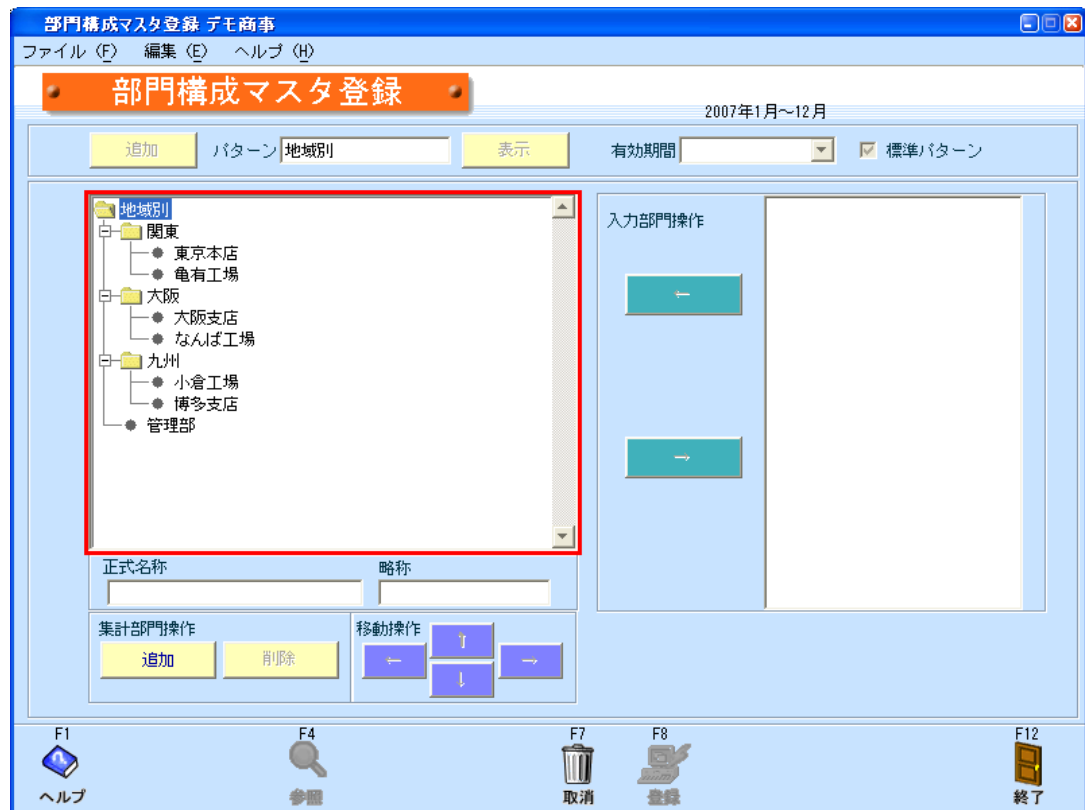 部門構成マスタ登録 デモ商事
ファイル (F) 編集 (E) ヘルプ (H)
部門構成マスタ登録
2007年1月～12月
追加 パターン 地域別 表示 有効期間 標準パターン
地域別
関東
東京本店
亀有工場
大阪
大阪支店
なんば工場
九州
小倉工場
博多支店
管理部
入力部門操作
←
→
正式名称 略称
集計部門操作 移動操作
追加 削除 ← ↑ ↓ →
F1 F4 F7 F8 F12
ヘルプ 参照 取消 登録 終了